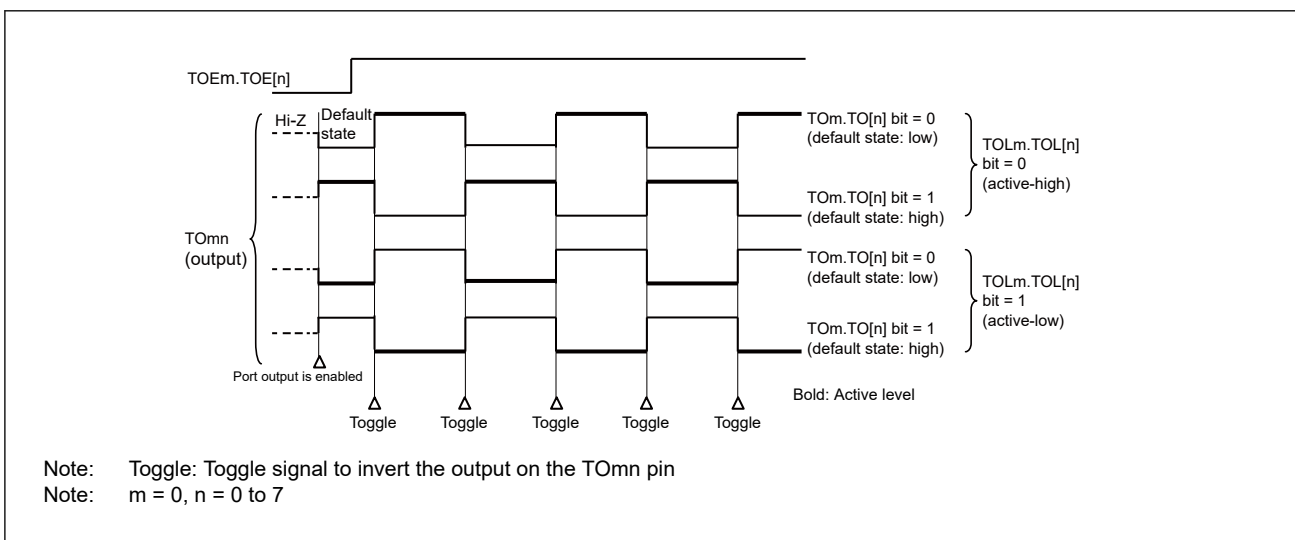 TOEm.TOE[n]
Hi-Z
Default
state
TOm.TO[n] bit = 0
(default state: low)
TOLm.TOL[n]
bit = 0
(active-high)
TOm.TO[n] bit = 1
(default state: high)
TOmn
(output)
TOm.TO[n] bit = 0
(default state: low)
TOLm.TOL[n]
bit = 1
(active-low)
TOm.TO[n] bit = 1
(default state: high)
Port output is enabled
Bold: Active level
Toggle Toggle Toggle Toggle Toggle
Note: Toggle: Toggle signal to invert the output on the TOmn pin
Note: m = 0, n = 0 to 7